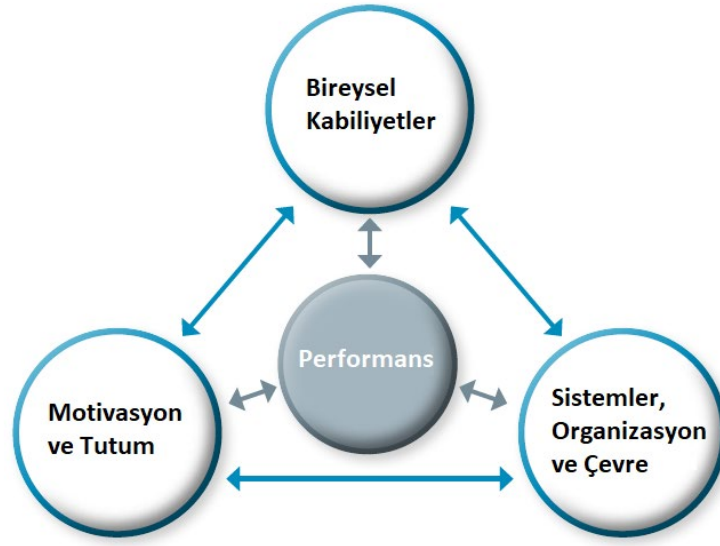 Bireysel
Kabiliyetler
Performans
Motivasyon
ve Tutum
Sistemler,
Organizasyon
ve Çevre